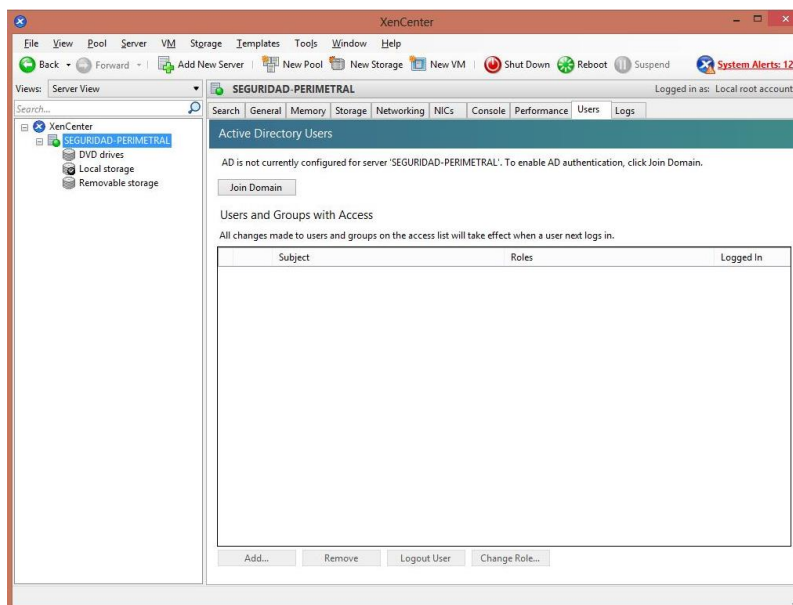 XenCenter
File View Pool Server VM Storage Templates Tools Window Help
Back Forward Add New Server New Pool New Storage New VM Shut Down Reboot Suspend System Alerts: 12
Views: Server View SEGURIDAD-PERIMETRAL Logged in as: Local root account
Search... Search General Memory Storage Networking NICs Console Performance Users Logs
XenCenter
SEGURIDAD-PERIMETRAL
DVD drives
Local storage
Removable storage
Active Directory Users
AD is not currently configured for server 'SEGURIDAD-PERIMETRAL'. To enable AD authentication, click Join Domain.
Join Domain
Users and Groups with Access
All changes made to users and groups on the access list will take effect when a user next logs in.
Subject Roles Logged In
Add... Remove Logout User Change Role...